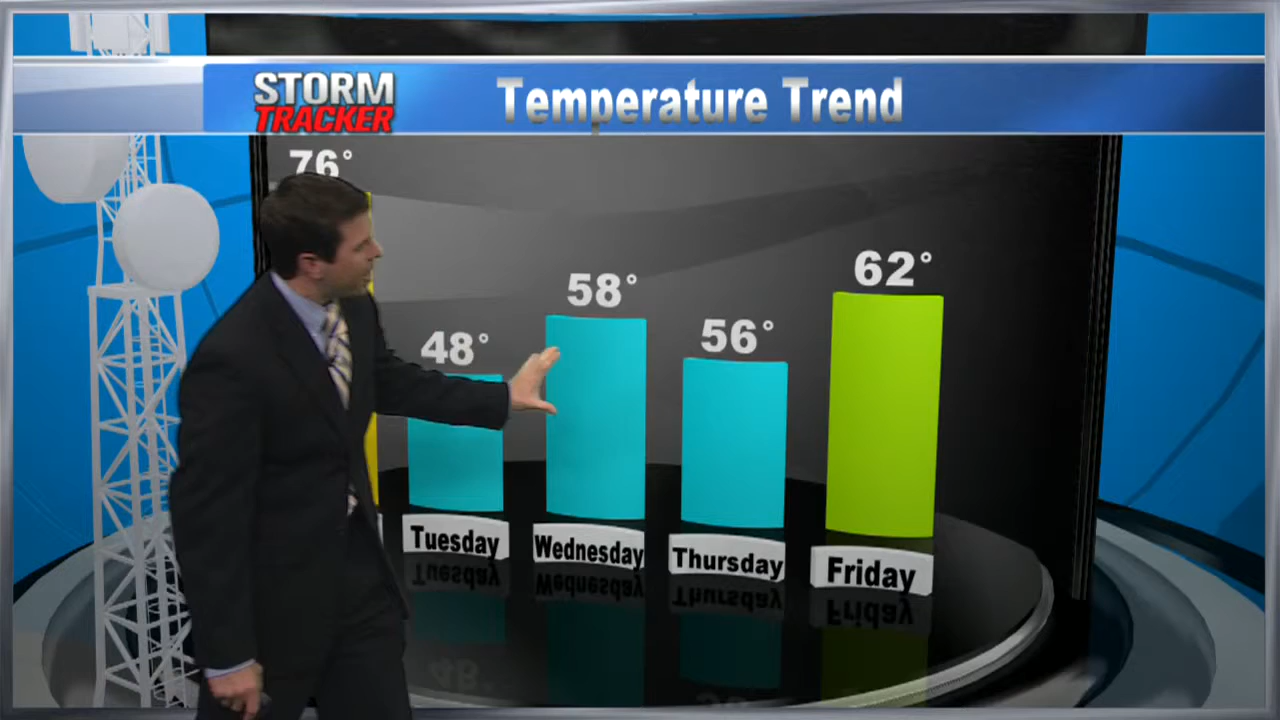 STORM
TRACKER
Temperature Trend
76°
48°
58°
56°
62°
Tuesday
Wednesday
Thursday
Friday